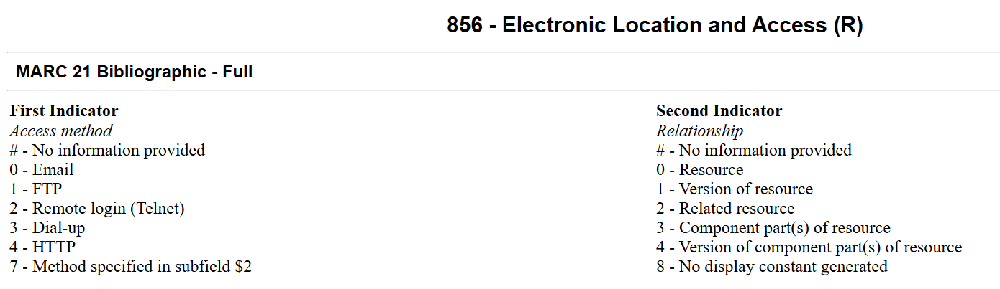 856 - Electronic Location and Access (R)
MARC 21 Bibliographic - Full
First Indicator
Access method
# - No information provided
0 - Email
1 - FTP
2 - Remote login (Telnet)
3 - Dial-up
4 - HTTP
7 - Method specified in subfield $2
Second Indicator
Relationship
# - No information provided
0 - Resource
1 - Version of resource
2 - Related resource
3 - Component part(s) of resource
4 - Version of component part(s) of resource
8 - No display constant generated